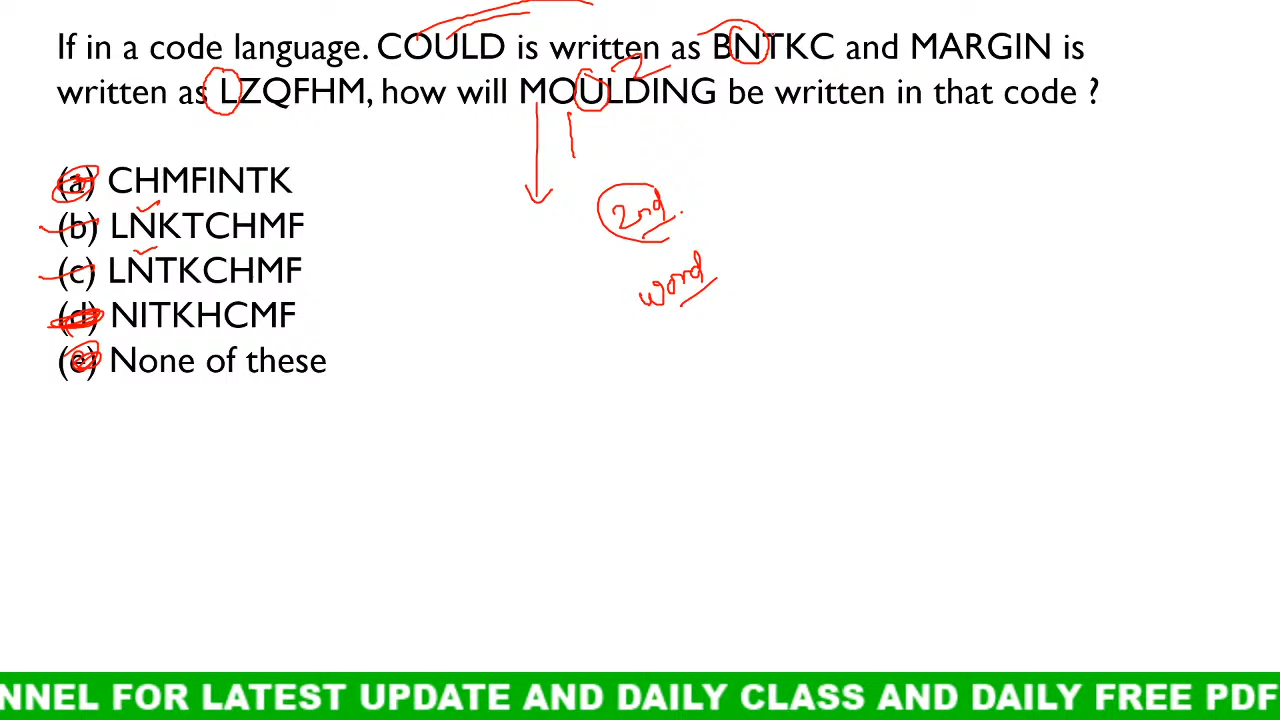 If in a code language. COULD is written as BNTKC and MARGIN is
written as LZQFHM, how will MOULDING be written in that code ?
(a) CHMFINTK
(b) LNKTCHMF
(c) LNTKCHMF
(d) NITKHCMF
(e) None of these
2nd
word
NNEL FOR LATEST UPDATE AND DAILY CLASS AND DAILY FREE PDF